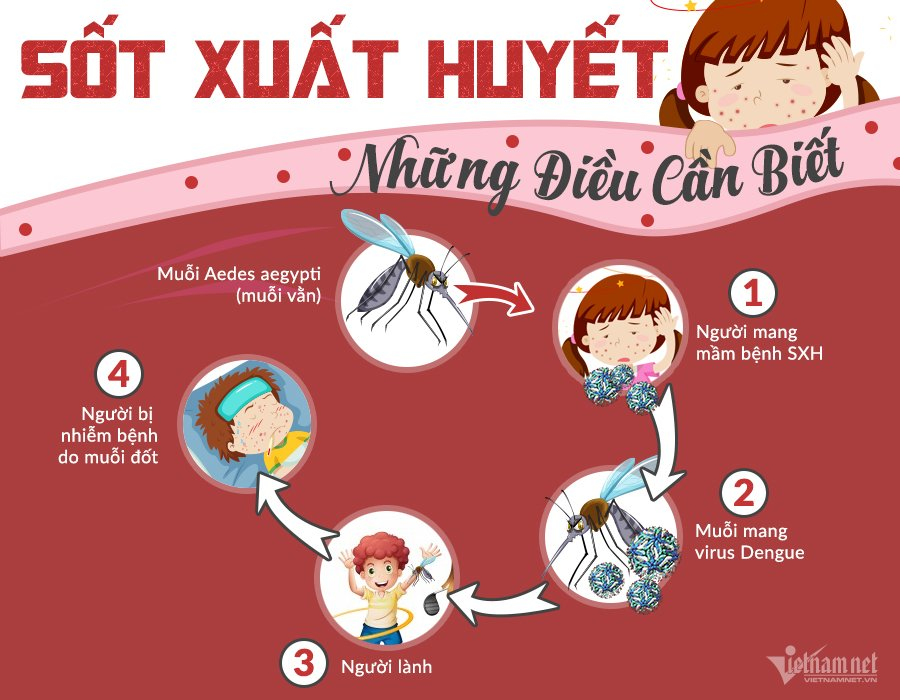 SỐT XUẤT HUYẾT
Những Điều Cần Biết
Muỗi Aedes aegypti
(muỗi vằn)
1
Người mang
mầm bệnh SXH
2
Muỗi mang
virus Dengue
3
Người lành
4
Người bị
nhiễm bệnh
do muỗi đốt
Vietnamnet
VIETNAMNET.VN